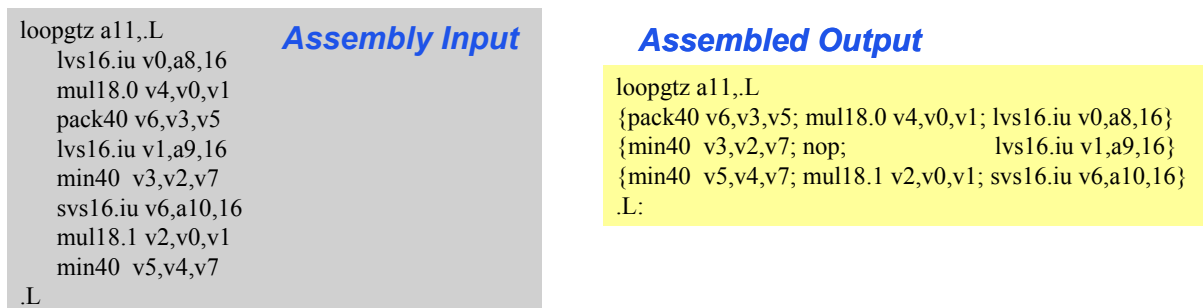 Assembly Input
loopgtz a11,.L
lvs16.iu v0,a8,16
mul18.0 v4,v0,v1
pack40 v6,v3,v5
lvs16.iu v1,a9,16
min40 v3,v2,v7
svs16.iu v6,a10,16
mul18.1 v2,v0,v1
min40 v5,v4,v7
.L
Assembled Output
loopgtz a11,.L
{pack40 v6,v3,v5; mul18.0 v4,v0,v1; lvs16.iu v0,a8,16}
{min40 v3,v2,v7; nop; lvs16.iu v1,a9,16}
{min40 v5,v4,v7; mul18.1 v2,v0,v1; svs16.iu v6,a10,16}
.L: